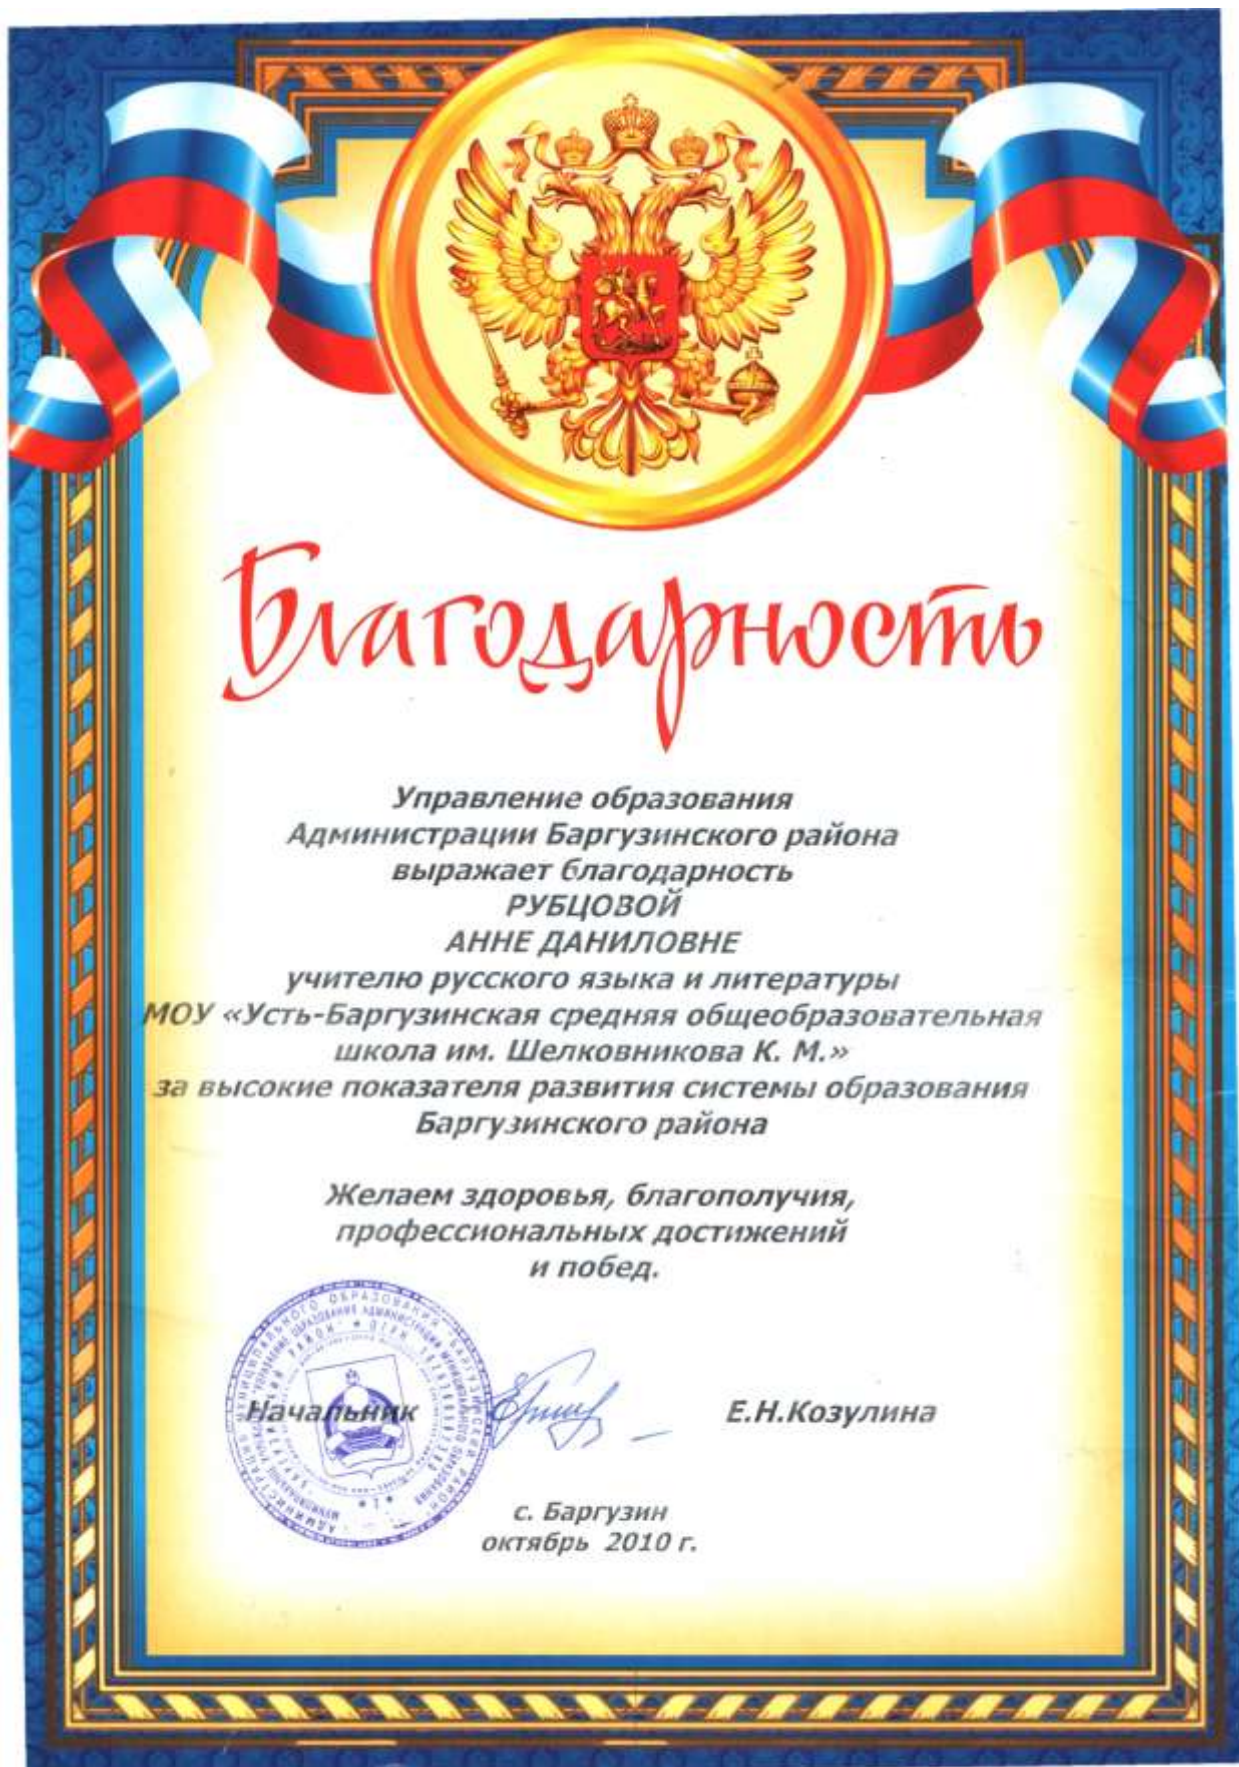 Благодарность
Управление образования
Администрации Баргузинского района
выражает благодарность
РУБЦОВОЙ
АННЕ ДАНИЛОВНЕ
учителю русского языка и литературы
МОУ «Усть-Баргузинская средняя общеобразовательная
школа им. Шелковникова К. М.»
за высокие показателя развития системы образования
Баргузинского района
Желаем здоровья, благополучия,
профессиональных достижений
и побед.
Начальник Е.Н.Козулина
с. Баргузин
октябрь 2010 г.